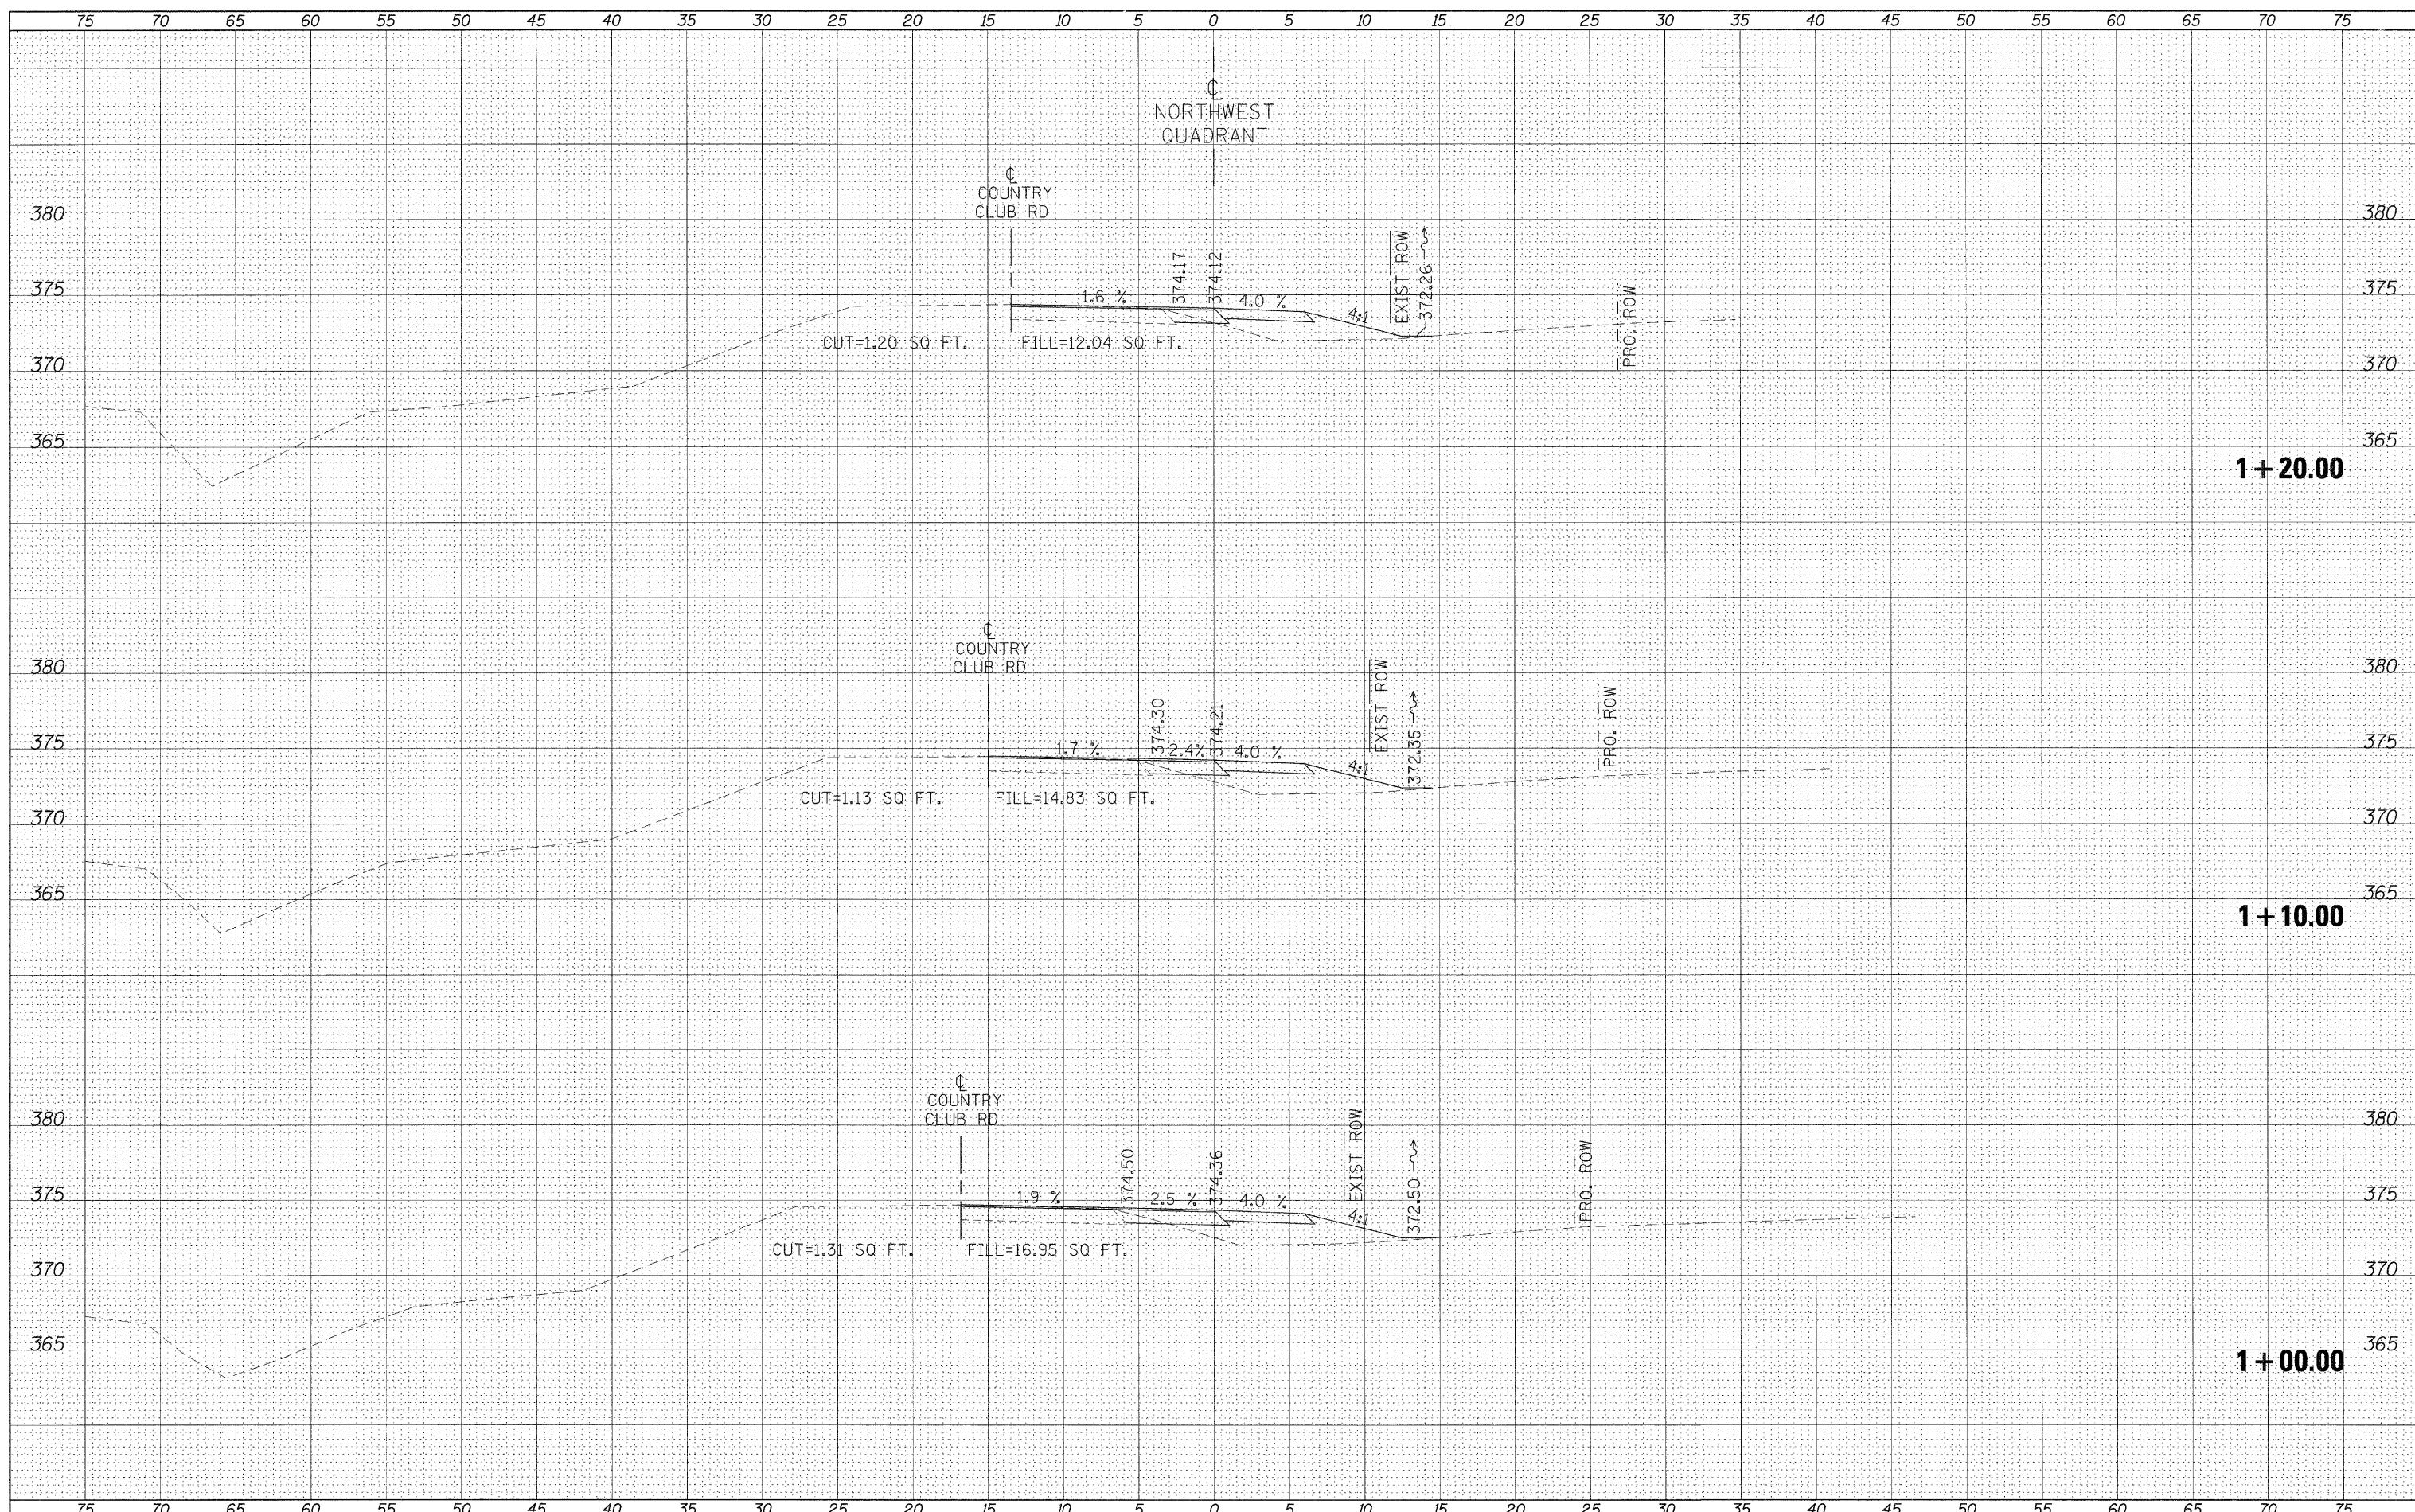 75 70 65 60 55 50 45 40 35 30 25 20 15 10 5 0 5 10 15 20 25 30 35 40 45 50 55 60 65 70 75
℄
NORTHWEST
QUADRANT
℄
COUNTRY
CLUB RD
380 380
375 375
370 370
365 365
1.6 %
374.17
374.12
4.0 %
4:1
EXIST ROW
372.26
PRO. ROW
CUT=1.20 SQ FT. FILL=12.04 SQ FT.
1+20.00
℄
COUNTRY
CLUB RD
380 380
375 375
370 370
365 365
1.7 %
374.30
2.4%
374.21
4.0 %
4:1
EXIST ROW
372.35
PRO. ROW
CUT=1.13 SQ FT. FILL=14.83 SQ FT.
1+10.00
℄
COUNTRY
CLUB RD
380 380
375 375
370 370
365 365
1.9 %
374.50
2.5 %
374.36
4.0 %
4:1
EXIST ROW
372.50
PRO. ROW
CUT=1.31 SQ FT. FILL=16.95 SQ FT.
1+00.00
75 70 65 60 55 50 45 40 35 30 25 20 15 10 5 0 5 10 15 20 25 30 35 40 45 50 55 60 65 70 75